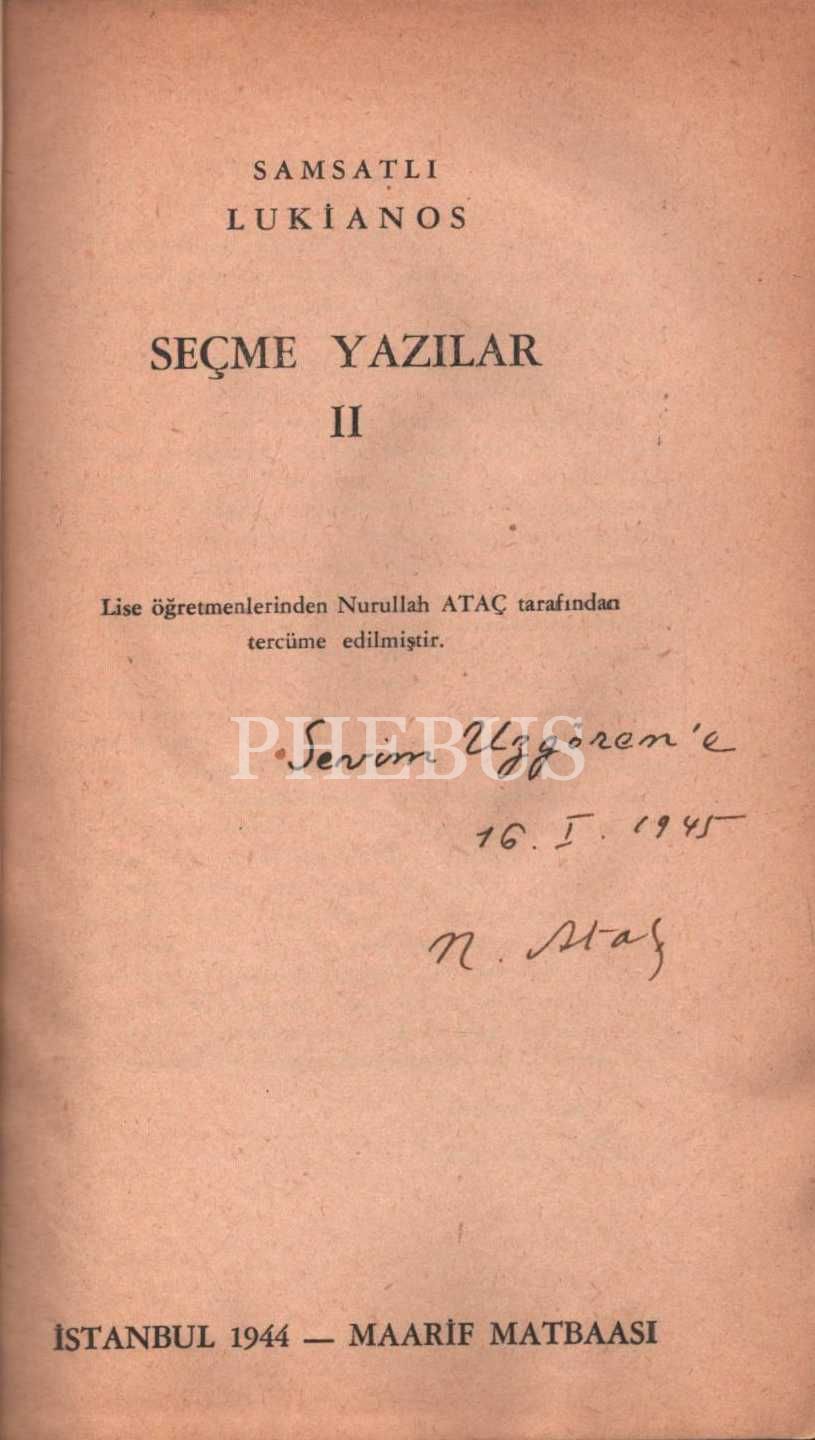 SAMSATLI
LUKİANOS
SEÇME YAZILAR
II
Lise öğretmenlerinden Nurullah ATAÇ tarafından
tercüme edilmiştir.
PHEBUS
Sevim Uzgören'e
16. I. 1945
N. Ataç
İSTANBUL 1944 — MAARİF MATBAASI